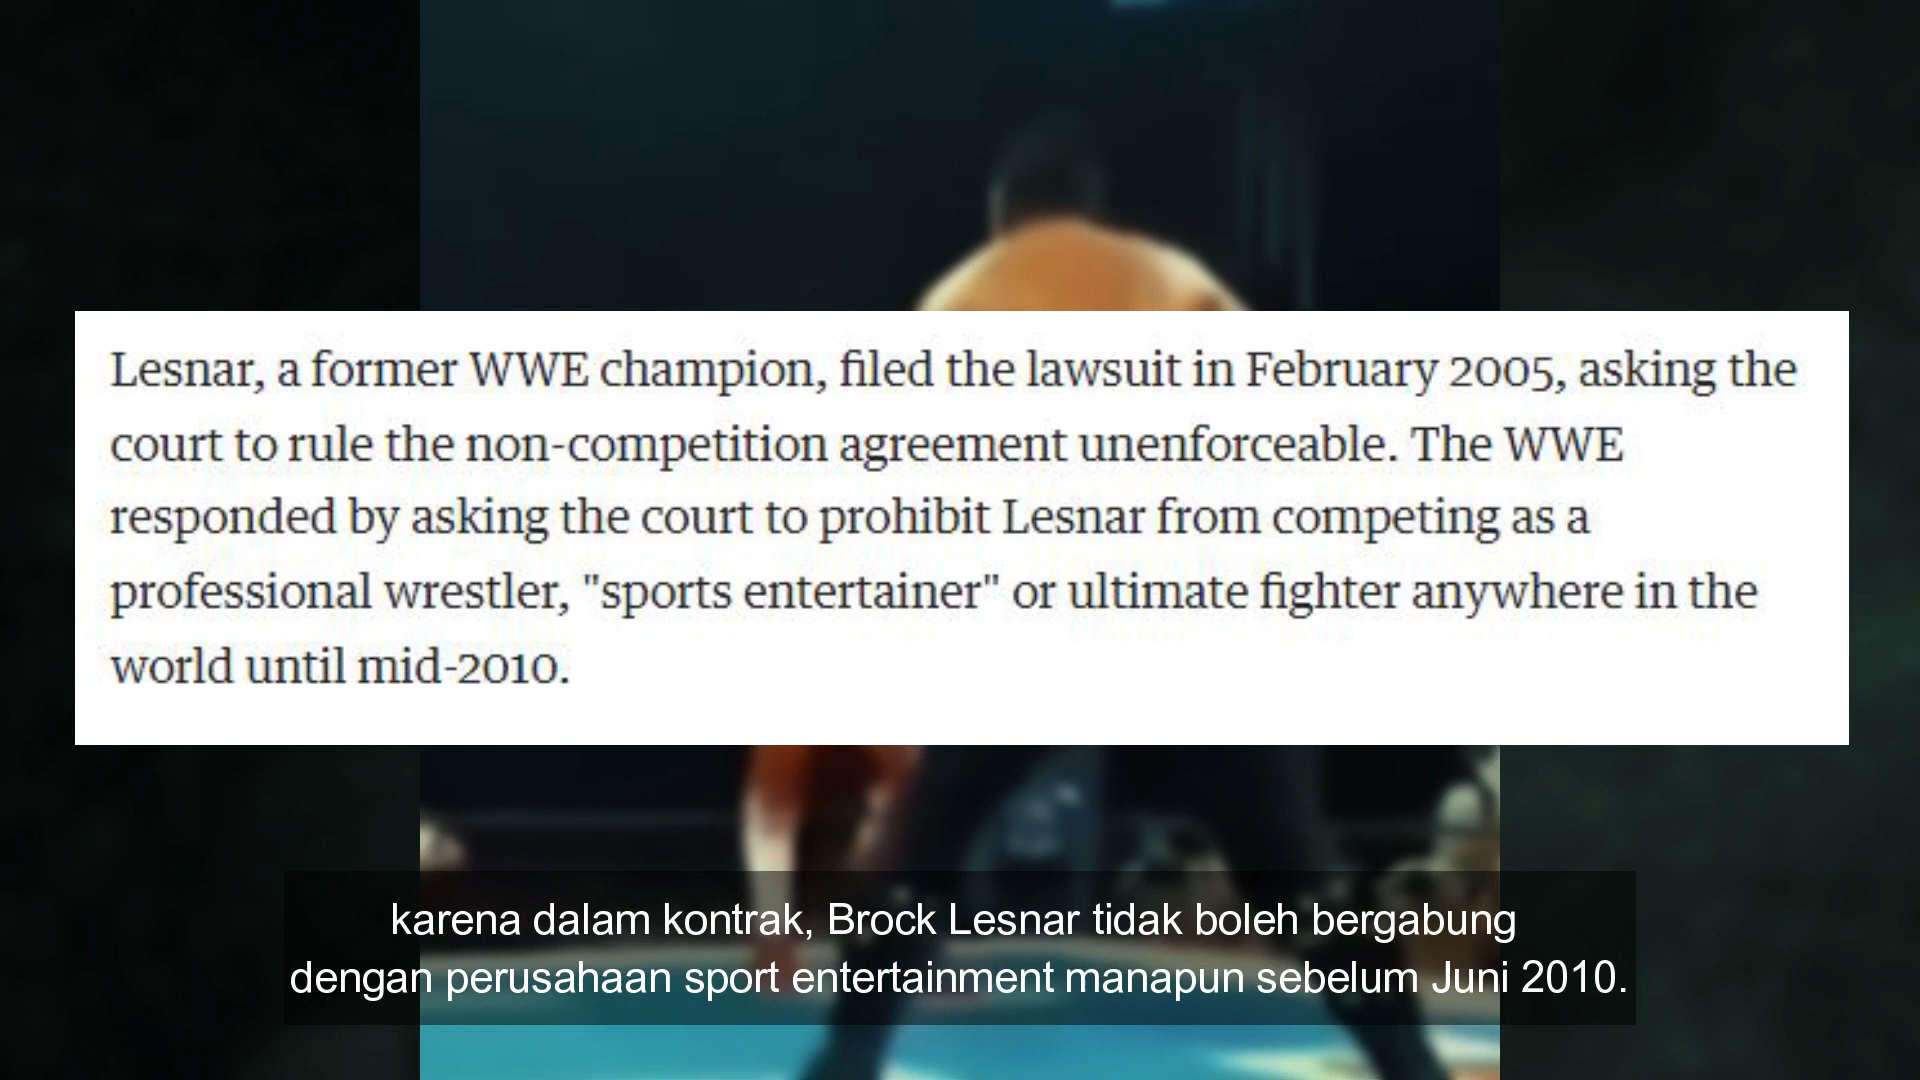 Lesnar, a former WWE champion, filed the lawsuit in February 2005, asking the
court to rule the non-competition agreement unenforceable. The WWE
responded by asking the court to prohibit Lesnar from competing as a
professional wrestler, "sports entertainer" or ultimate fighter anywhere in the
world until mid-2010.
karena dalam kontrak, Brock Lesnar tidak boleh bergabung
dengan perusahaan sport entertainment manapun sebelum Juni 2010.